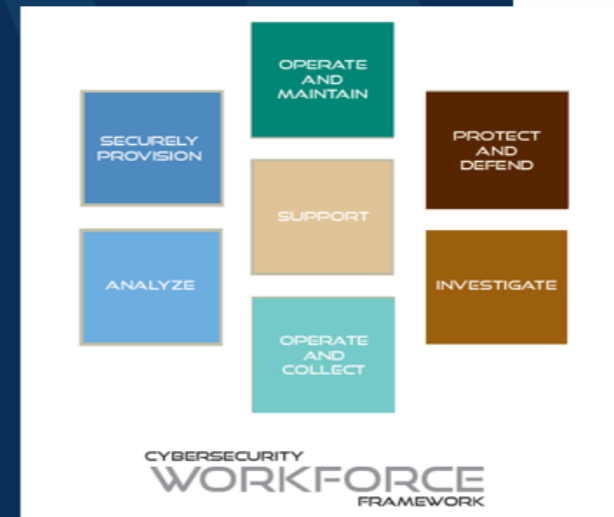 OPERATE
AND
MAINTAIN
SECURELY
PROVISION
PROTECT
AND
DEFEND
SUPPORT
ANALYZE
INVESTIGATE
OPERATE
AND
COLLECT
CYBERSECURITY
WORKFORCE
FRAMEWORK